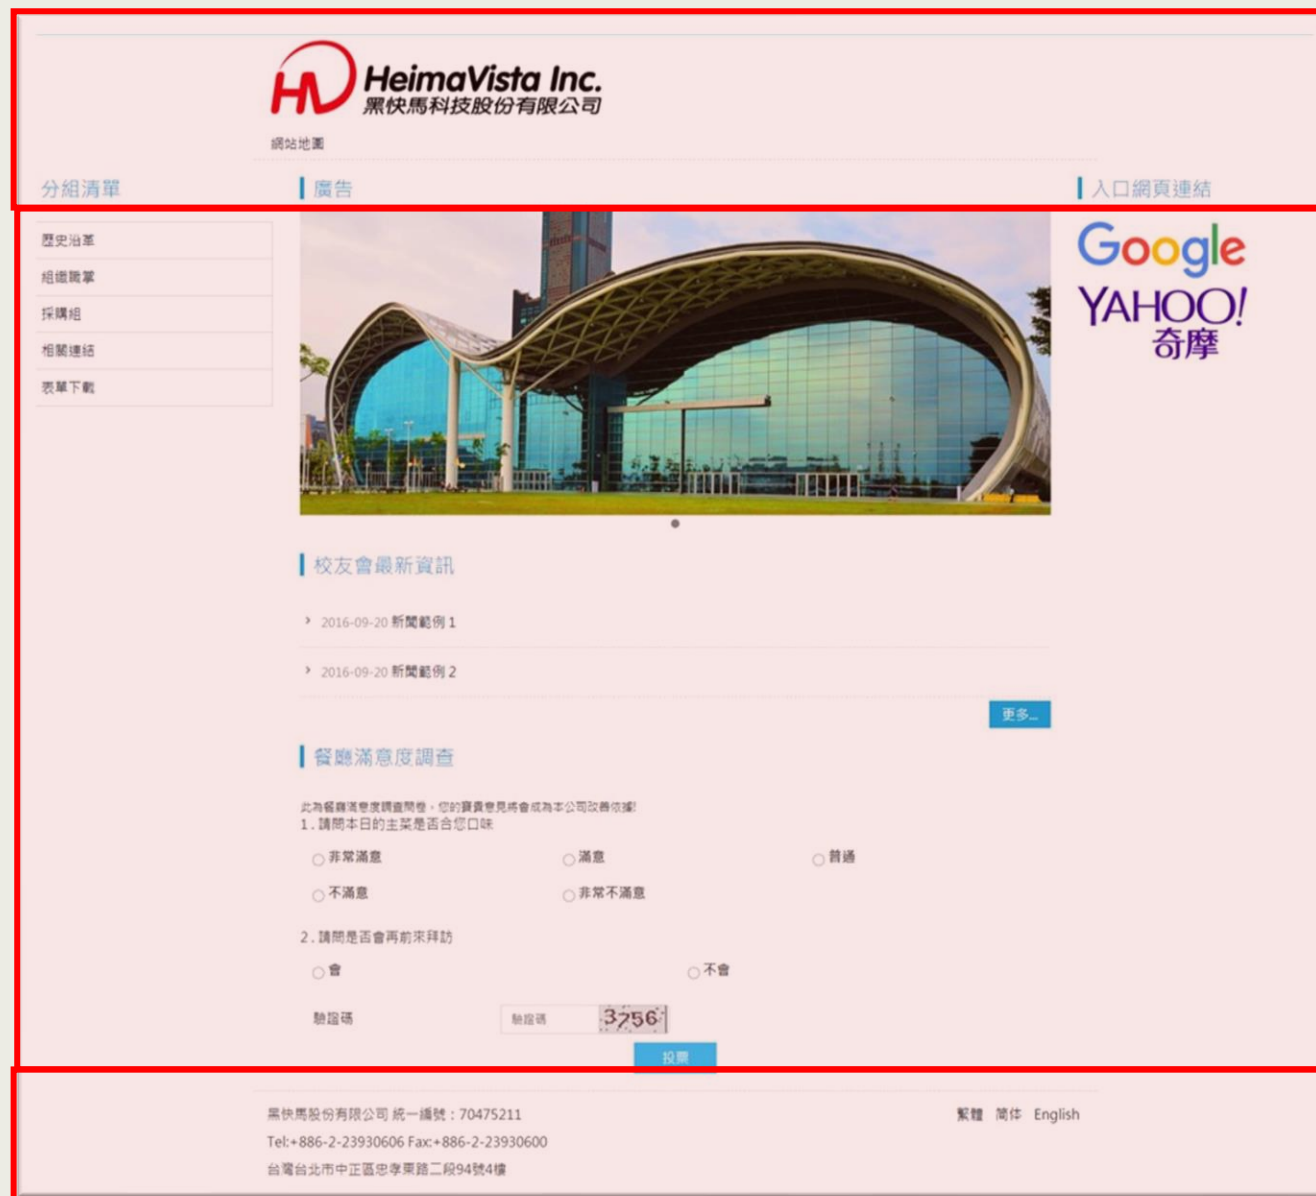 HeimaVista Inc.
黑快馬科技股份有限公司
網站地圖
分組清單
歷史沿革
組織職掌
採購組
相關連結
表單下載
廣告
校友會最新資訊
2016-09-20 新聞範例 1
2016-09-20 新聞範例 2
更多...
餐廳滿意度調查
此為餐廳滿意度調查問卷，您的寶貴意見將會成為本公司改善依據!
1 . 請問本日的主菜是否合您口味
非常滿意 滿意 普通
不滿意 非常不滿意
2 . 請問是否會再前來拜訪
會 不會
驗證碼 驗證碼 3256
投票
入口網頁連結
Google
YAHOO!
奇摩
黑快馬股份有限公司 統一編號：70475211
Tel:+886-2-23930606 Fax:+886-2-23930600
台灣台北市中正區忠孝東路二段94號4樓
繁體 简体 English